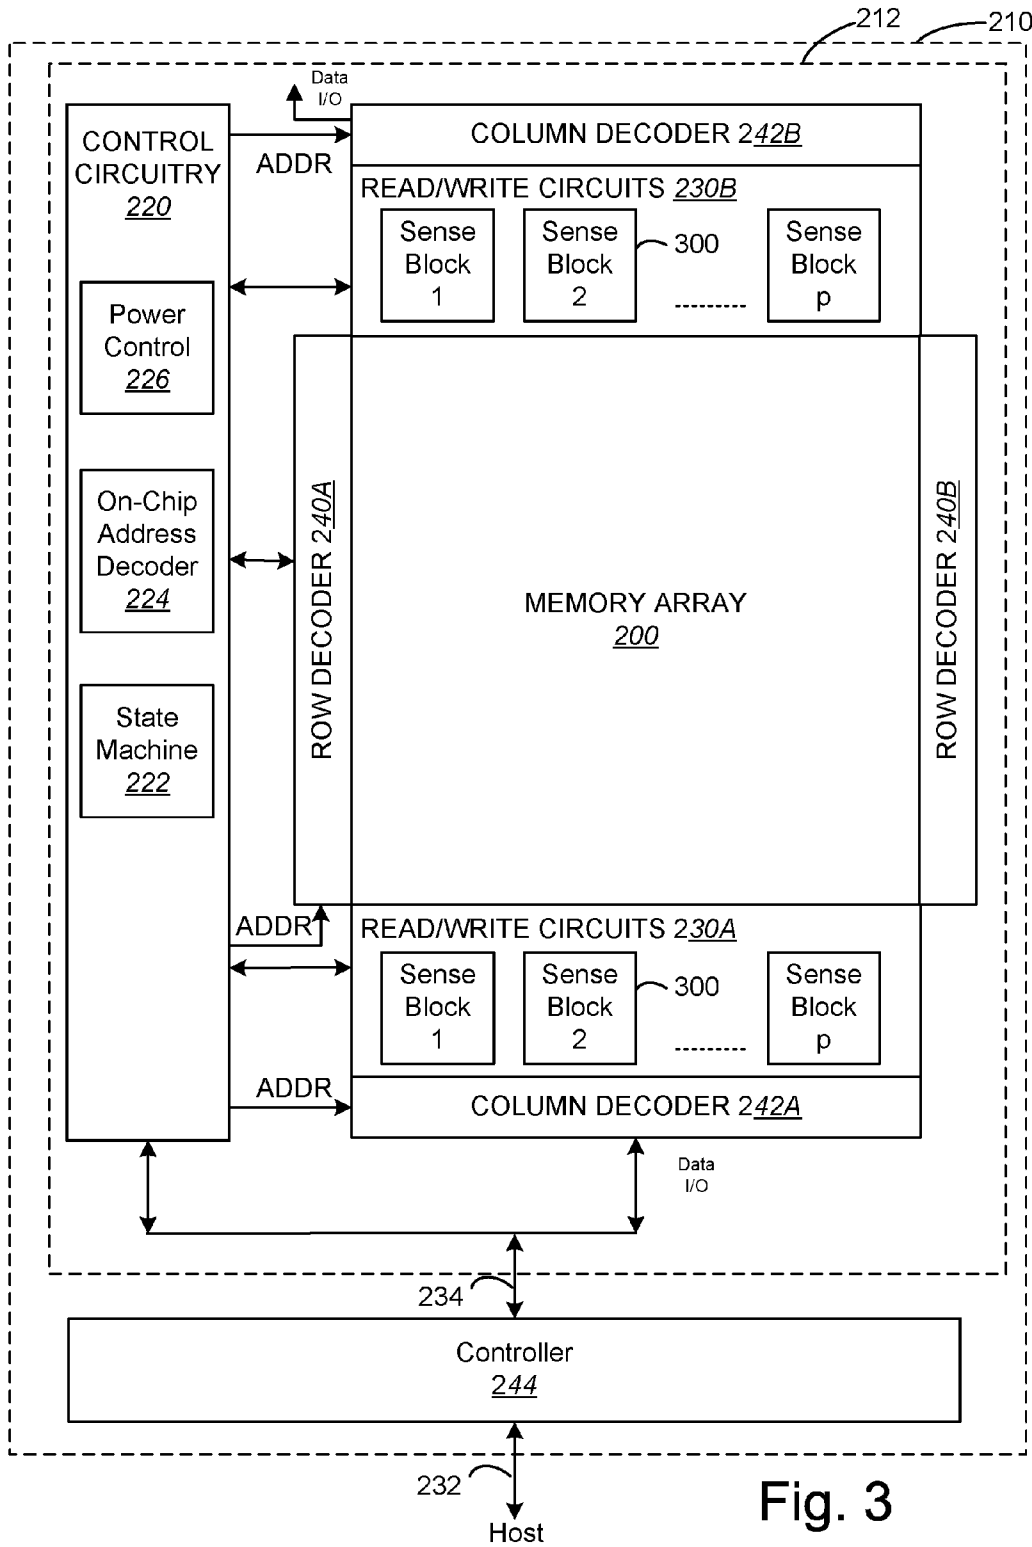 212
210
Data
I/O
CONTROL
CIRCUITRY
220
ADDR
COLUMN DECODER 242B
READ/WRITE CIRCUITS 230B
Sense
Block
1
Sense
Block
2
300
.........
Sense
Block
p
Power
Control
226
On-Chip
Address
Decoder
224
State
Machine
222
ROW DECODER 240A
MEMORY ARRAY
200
ROW DECODER 240B
ADDR
READ/WRITE CIRCUITS 230A
Sense
Block
1
Sense
Block
2
300
.........
Sense
Block
p
ADDR
COLUMN DECODER 242A
Data
I/O
234
Controller
244
232
Host
Fig. 3